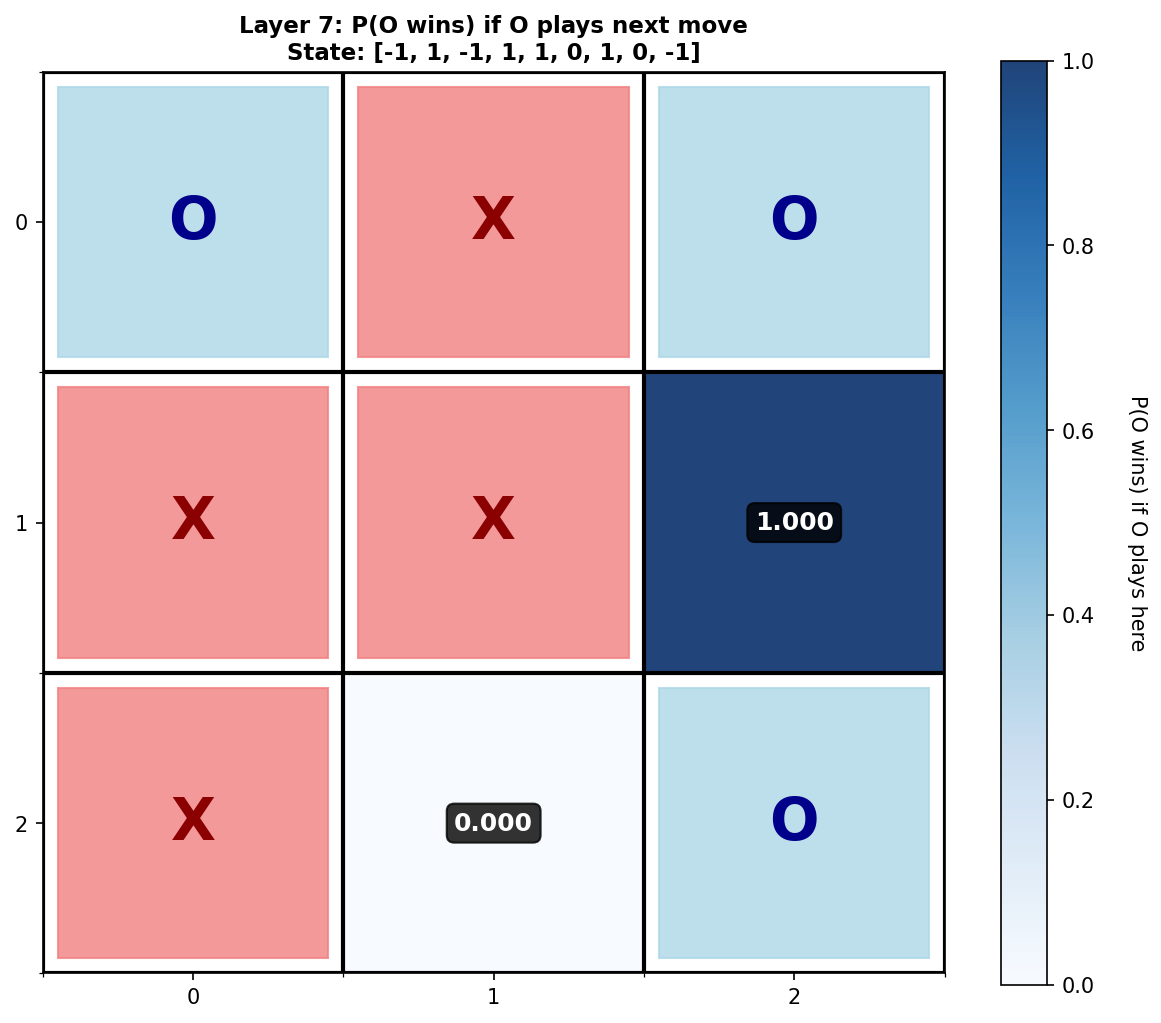 Layer 7: P(O wins) if O plays next move
State: [-1, 1, -1, 1, 1, 0, 1, 0, -1]
O X O
X X 1.000
X 0.000 O
0
1
2
0 1 2
1.0
0.8
0.6
0.4
0.2
0.0
P(O wins) if O plays here